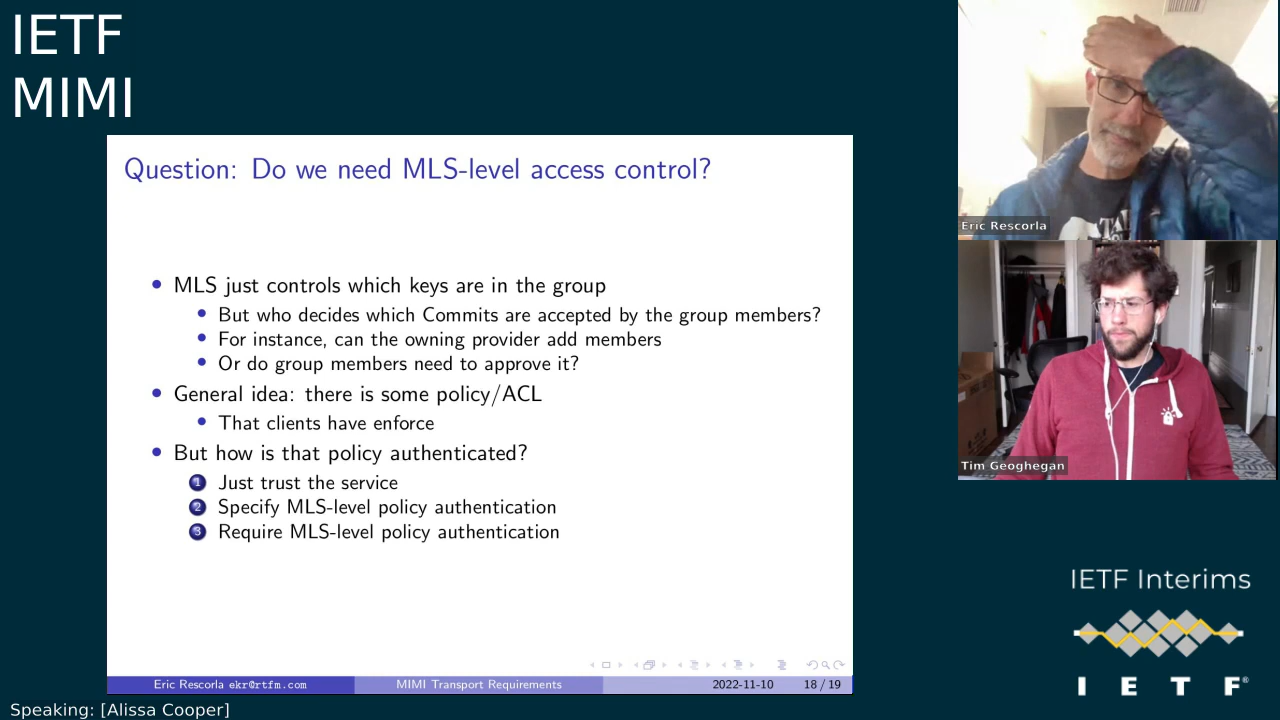 IETF
MIMI
Question: Do we need MLS-level access control?
MLS just controls which keys are in the group
But who decides which Commits are accepted by the group members?
For instance, can the owning provider add members
Or do group members need to approve it?
General idea: there is some policy/ACL
That clients have enforce
But how is that policy authenticated?
1 Just trust the service
2 Specify MLS-level policy authentication
3 Require MLS-level policy authentication
Eric Rescorla ekr@rtfm.com MIMI Transport Requirements 2022-11-10 18 / 19
Eric Rescorla
Tim Geoghegan
IETF Interims
I E T F®
Speaking: [Alissa Cooper]